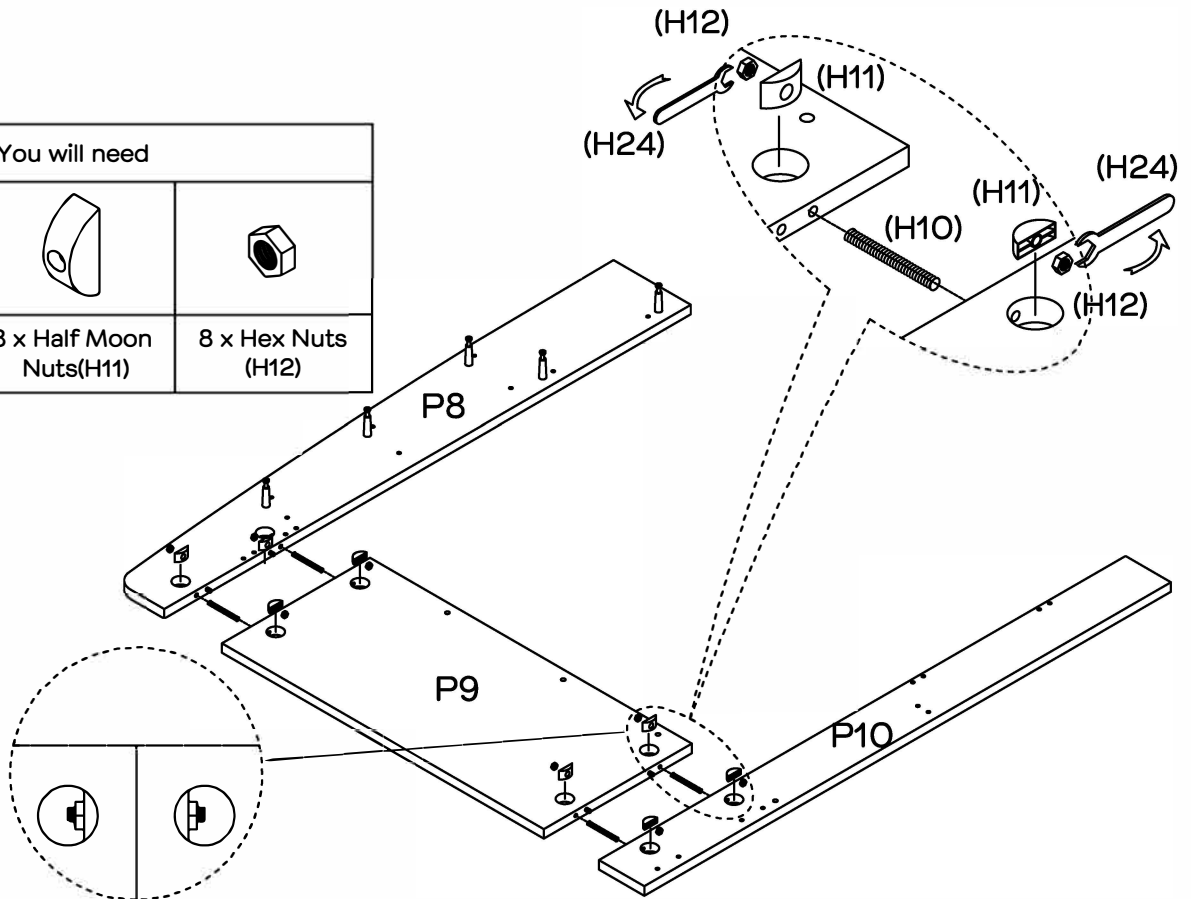 (H12)
(H11)
(H24)
You will need
(H24)
(H11)
(H10)
(H12)
x Half Moon
Nuts(H11)
8 x Hex Nuts
(H12)
P8
P9
P10